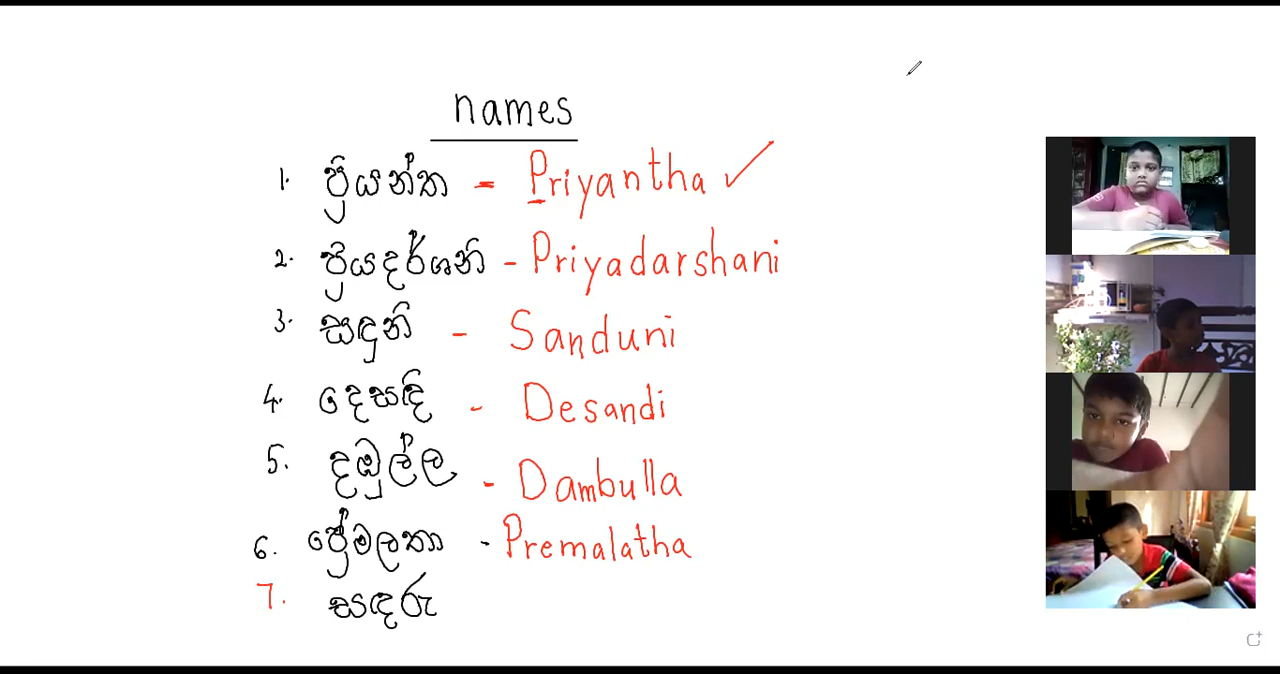 names
1. ප්‍රියන්ත - Priyantha
2. ප්‍රියදර්ශනි - Priyadarshani
3. සඳුනි - Sanduni
4. දෙසඳි - Desandi
5. දඹුල්ල - Dambulla
6. ප්‍රේමලතා - Premalatha
7. සඳරු